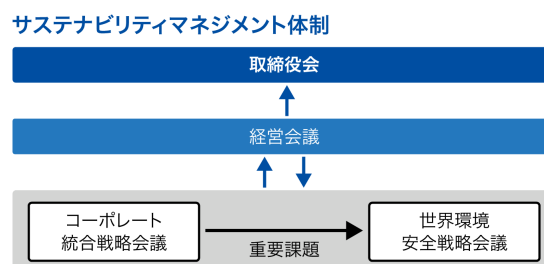 サステナビリティマネジメント体制
取締役会
経営会議
コーポレート
統合戦略会議
重要課題
世界環境
安全戦略会議